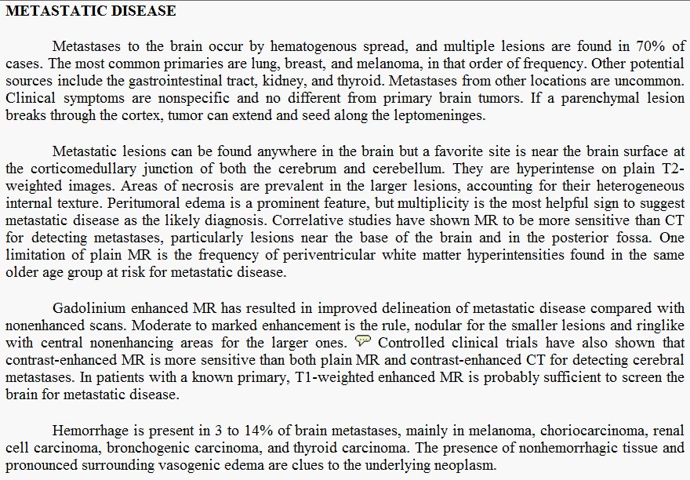 METASTATIC DISEASE
Metastases to the brain occur by hematogenous spread, and multiple lesions are found in 70% of
cases. The most common primaries are lung, breast, and melanoma, in that order of frequency. Other potential
sources include the gastrointestinal tract, kidney, and thyroid. Metastases from other locations are uncommon.
Clinical symptoms are nonspecific and no different from primary brain tumors. If a parenchymal lesion
breaks through the cortex, tumor can extend and seed along the leptomeninges.
Metastatic lesions can be found anywhere in the brain but a favorite site is near the brain surface at
the corticomedullary junction of both the cerebrum and cerebellum. They are hyperintense on plain T2-
weighted images. Areas of necrosis are prevalent in the larger lesions, accounting for their heterogeneous
internal texture. Peritumoral edema is a prominent feature, but multiplicity is the most helpful sign to suggest
metastatic disease as the likely diagnosis. Correlative studies have shown MR to be more sensitive than CT
for detecting metastases, particularly lesions near the base of the brain and in the posterior fossa. One
limitation of plain MR is the frequency of periventricular white matter hyperintensities found in the same
older age group at risk for metastatic disease.
Gadolinium enhanced MR has resulted in improved delineation of metastatic disease compared with
nonenhanced scans. Moderate to marked enhancement is the rule, nodular for the smaller lesions and ringlike
with central nonenhancing areas for the larger ones. Controlled clinical trials have also shown that
contrast-enhanced MR is more sensitive than both plain MR and contrast-enhanced CT for detecting cerebral
metastases. In patients with a known primary, T1-weighted enhanced MR is probably sufficient to screen the
brain for metastatic disease.
Hemorrhage is present in 3 to 14% of brain metastases, mainly in melanoma, choriocarcinoma, renal
cell carcinoma, bronchogenic carcinoma, and thyroid carcinoma. The presence of nonhemorrhagic tissue and
pronounced surrounding vasogenic edema are clues to the underlying neoplasm.